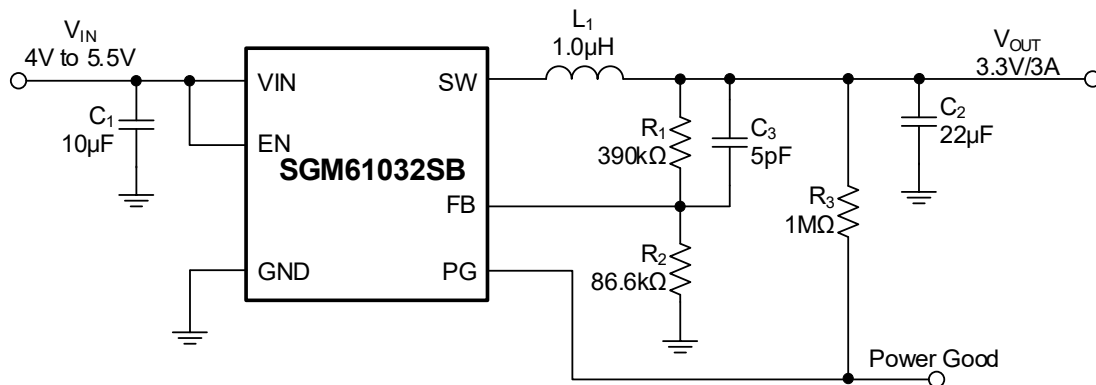 VIN
4V to 5.5V
C1
10µF
VIN
EN
GND
SGM61032SB
SW
FB
PG
L1
1.0µH
R1
390kΩ
C3
5pF
R2
86.6kΩ
R3
1MΩ
C2
22µF
VOUT
3.3V/3A
Power Good